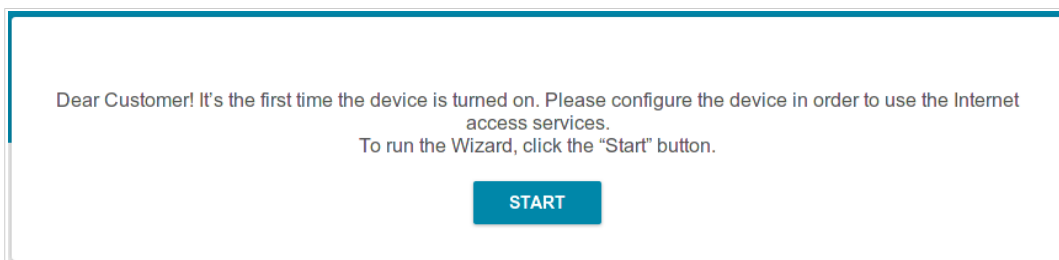 Dear Customer! It's the first time the device is turned on. Please configure the device in order to use the Internet
access services.
To run the Wizard, click the “Start” button.
START